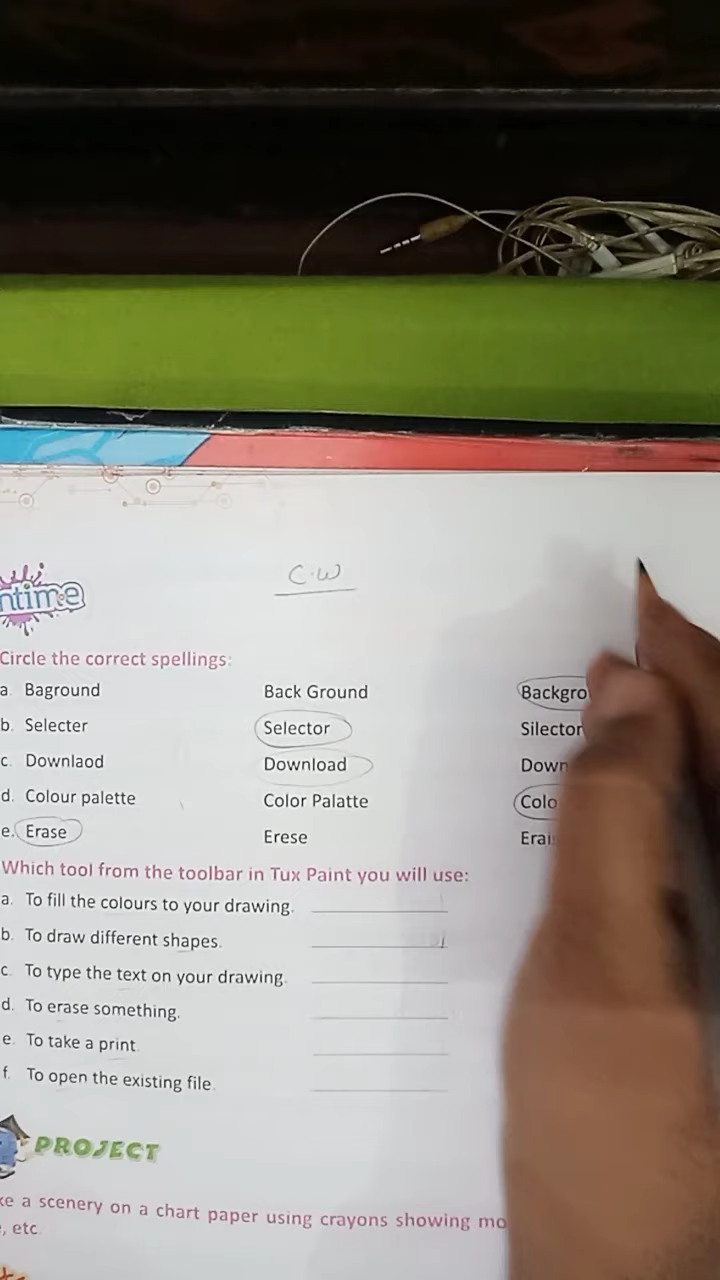 C.W
ntime
Circle the correct spellings:
a. Baground Back Ground Backgro
b. Selecter Selector Silector
c. Downlaod Download Down
d. Colour palette Color Palatte Colo
e. Erase Erese Erai
Which tool from the toolbar in Tux Paint you will use:
a. To fill the colours to your drawing.
b. To draw different shapes.
c. To type the text on your drawing.
d. To erase something.
e. To take a print.
f. To open the existing file.
PROJECT
ke a scenery on a chart paper using crayons showing mo
, etc.